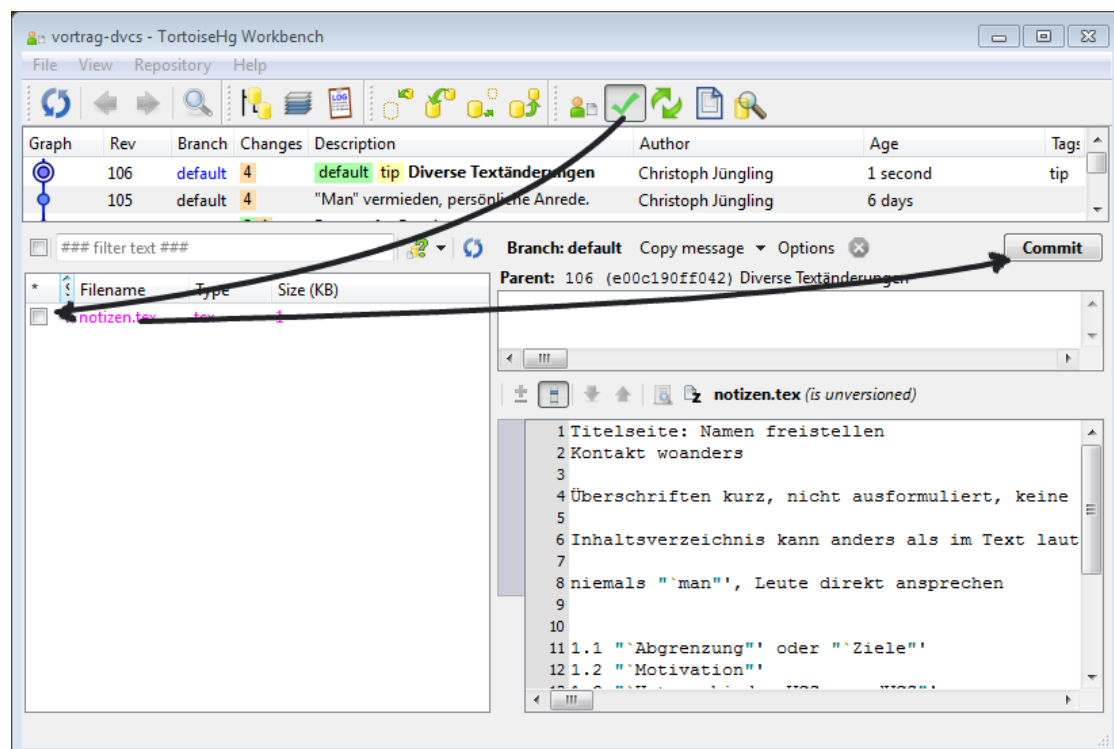 vortrag-dvcs - TortoiseHg Workbench
File View Repository Help
LOG
Graph Rev Branch Changes Description Author Age Tags
106 default 4 default tip Diverse Textänderungen Christoph Jüngling 1 second tip
105 default 4 "Man" vermieden, persönliche Anrede. Christoph Jüngling 6 days
### filter text ###
Branch: default Copy message Options Commit
Parent: 106 (e00c190ff042) Diverse Textänderungen
* Filename Type Size (KB)
notizen.tex tex 1
notizen.tex (is unversioned)
1 Titelseite: Namen freistellen
2 Kontakt woanders
3
4 Überschriften kurz, nicht ausformuliert, keine
5
6 Inhaltsverzeichnis kann anders als im Text laut
7
8 niemals "`man"', Leute direkt ansprechen
9
10
11 1.1 "`Abgrenzung"' oder "`Ziele"'
12 1.2 "`Motivation"'